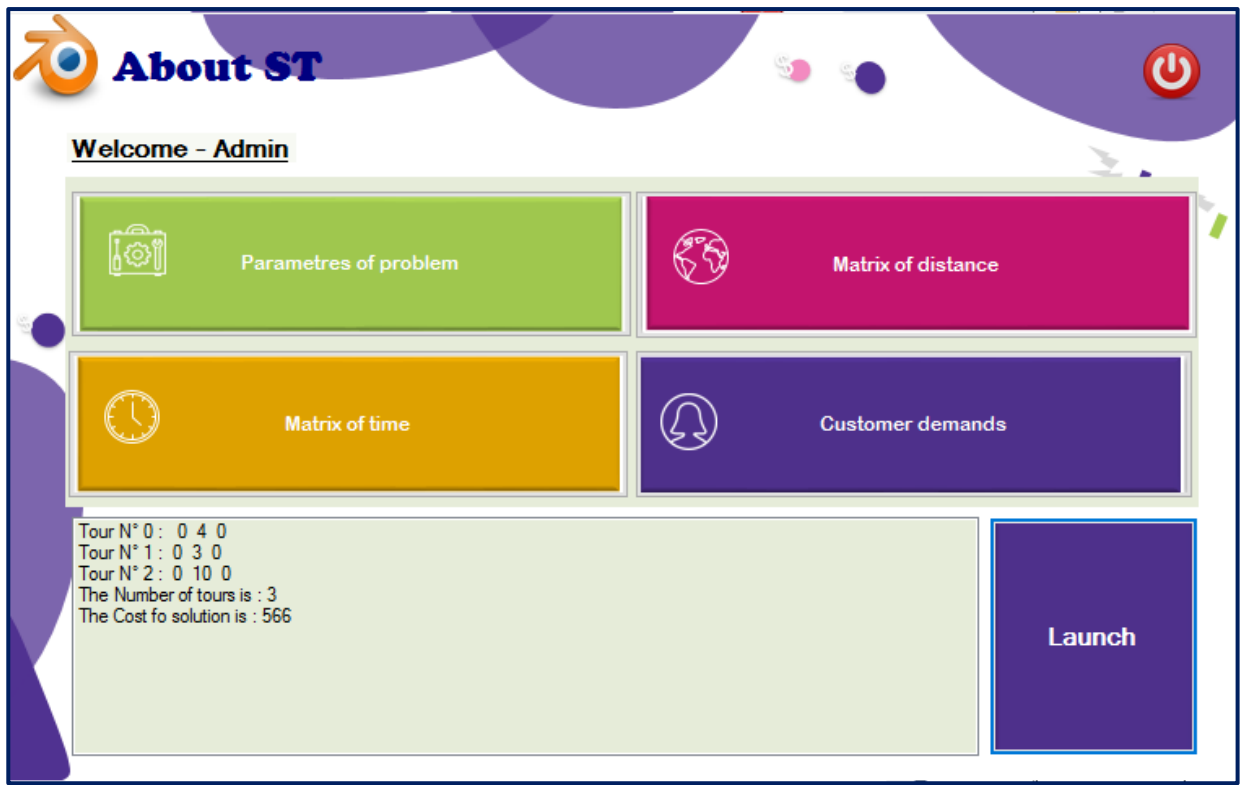 About ST
Welcome - Admin
Parametres of problem
Matrix of distance
Matrix of time
Customer demands
Tour N° 0 : 0 4 0
Tour N° 1 : 0 3 0
Tour N° 2 : 0 10 0
The Number of tours is : 3
The Cost fo solution is : 566
Launch